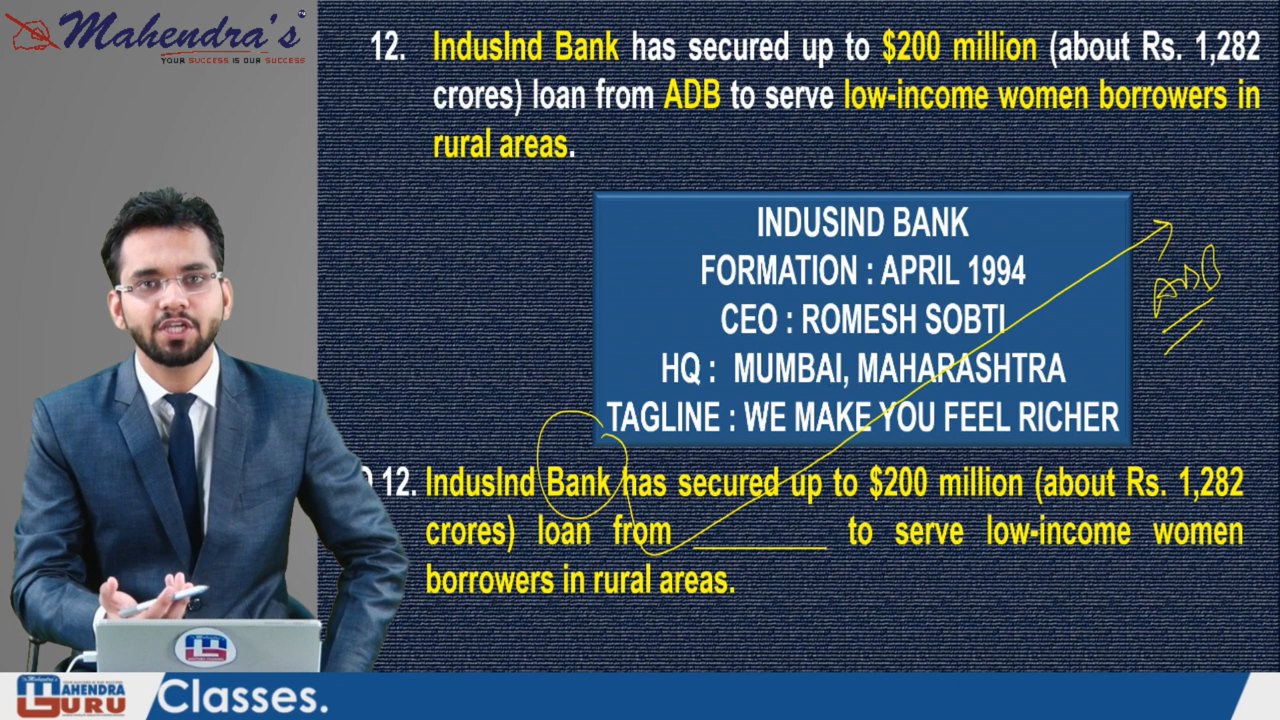 Mahendra's
YOUR SUCCESS IS OUR SUCCESS
12. IndusInd Bank has secured up to $200 million (about Rs. 1,282
crores) loan from ADB to serve low-income women borrowers in
rural areas.
INDUSIND BANK
FORMATION : APRIL 1994
CEO : ROMESH SOBTI
HQ : MUMBAI, MAHARASHTRA
TAGLINE : WE MAKE YOU FEEL RICHER
ADB
12. IndusInd Bank has secured up to $200 million (about Rs. 1,282
crores) loan from __________ to serve low-income women
borrowers in rural areas.
MAHENDRA
GURU
Classes.